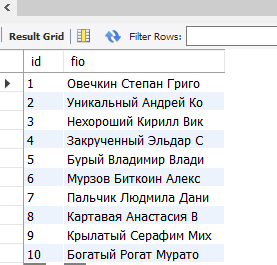 Result Grid Filter Rows:
id fio
1 Овечкин Степан Григо
2 Уникальный Андрей Ко
3 Нехороший Кирилл Вик
4 Закрученный Эльдар С
5 Бурый Владимир Влади
6 Мурзов Биткоин Алекс
7 Пальчик Людмила Дани
8 Картавая Анастасия В
9 Крылатый Серафим Мих
10 Богатый Рогат Мурато